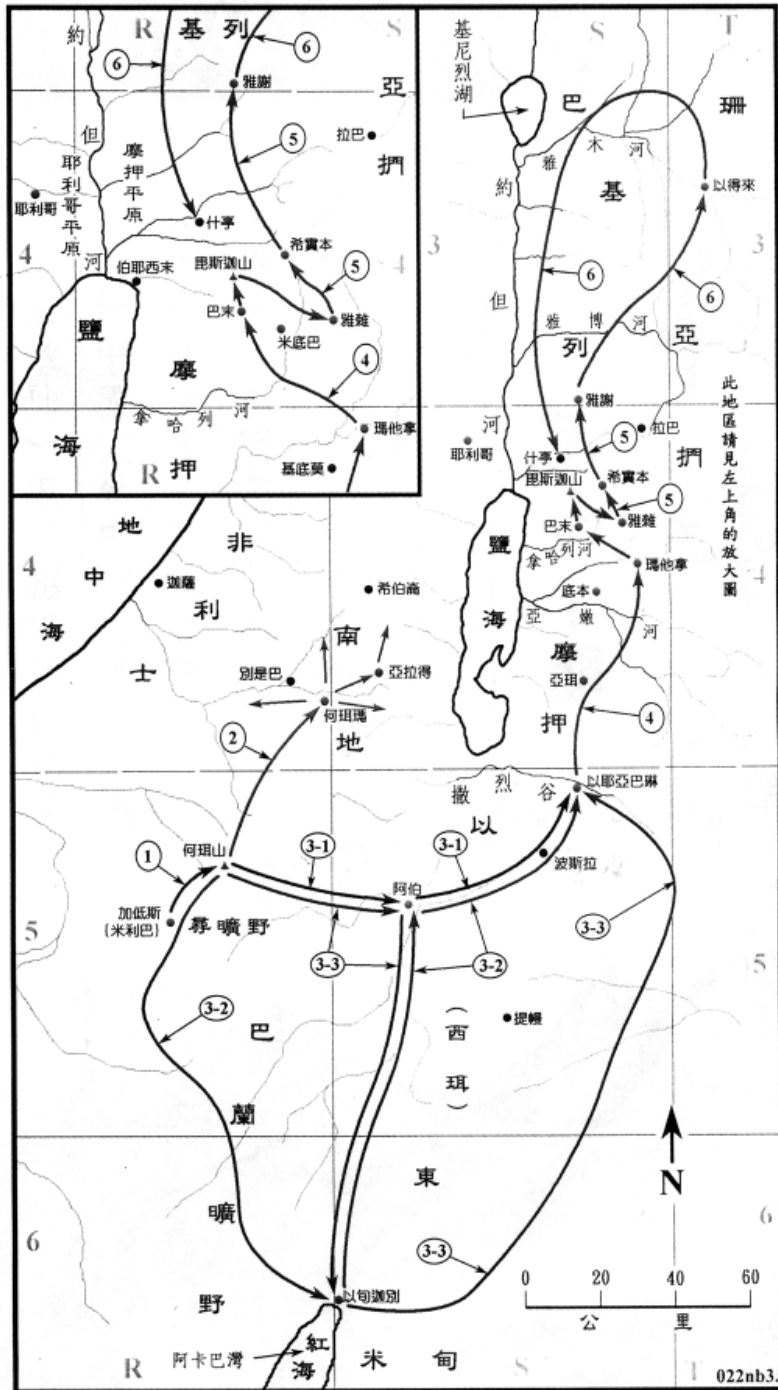 R
S
基列
約但河
6
6
雅謝
亞捫
拉巴
5
耶利哥平原
摩押平原
耶利哥
什亭
4
4
希實本
伯耶西末
毘斯迦山
5
雅雜
巴末
米底巴
鹽海
摩押
4
拿哈列河
瑪他拿
R
基底莫
S
T
基尼烈湖
巴珊
雅木河
約但河
基列
以得來
3
3
6
6
雅博河
亞捫
雅謝
拉巴
5
耶利哥
什亭
毘斯迦山
希實本
5
雅雜
巴末
拿哈列河
瑪他拿
鹽海
底本
亞嫩河
4
摩押
亞珥
4
此地區請見左上角的放大圖
地中海
4
非利士
迦薩
希伯崙
南地
別是巴
亞拉得
何珥瑪
2
撒烈谷
以耶亞巴琳
以東
1
何珥山
3-1
3-1
波斯拉
阿伯
3-3
加低斯
(米利巴)
尋曠野
5
3-3
3-2
5
3-2
巴蘭曠野
(西珥)
提幔
N
6
6
3-3
以旬迦別
0 20 40 60
公里
阿卡巴灣
紅海
米甸
R
S
T
022nb3.